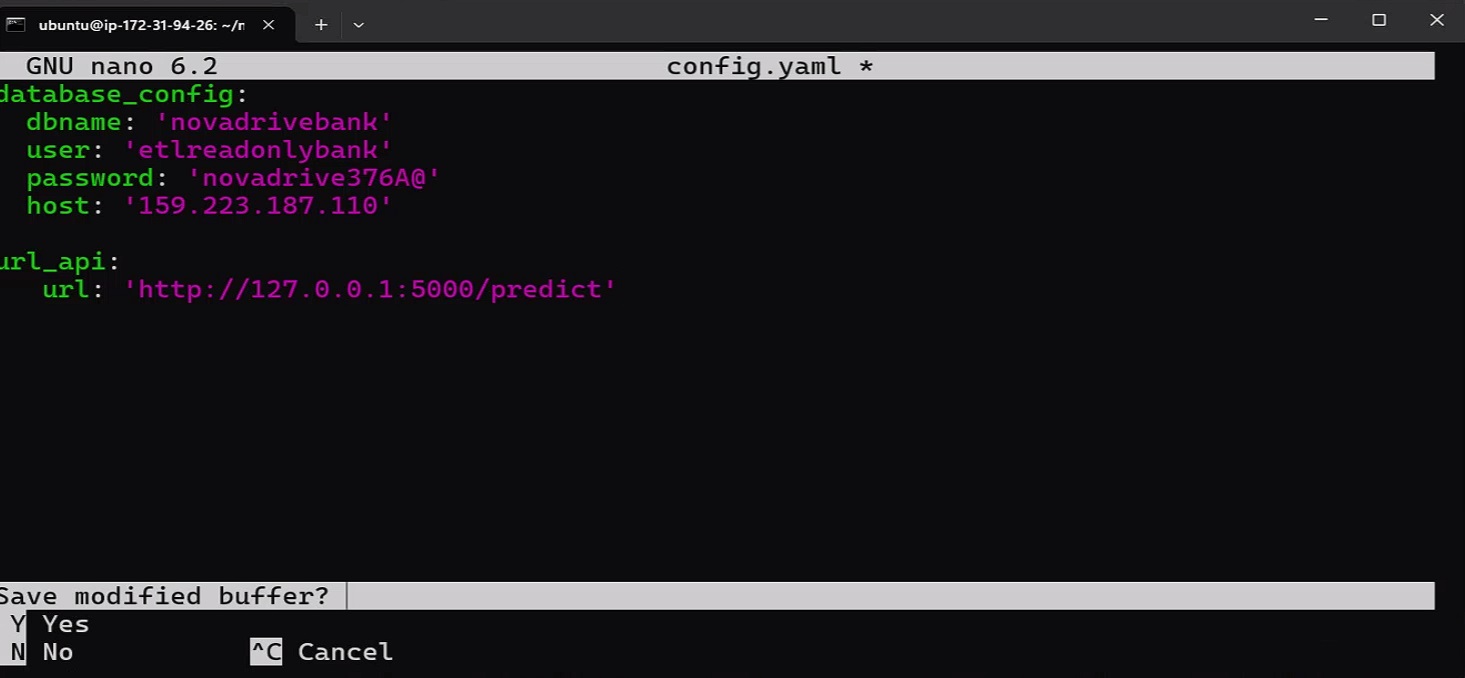 ubuntu@ip-172-31-94-26: ~/n
GNU nano 6.2 config.yaml *
database_config:
  dbname: 'novadrivebank'
  user: 'etlreadonlybank'
  password: 'novadrive376A@'
  host: '159.223.187.110'

url_api:
   url: 'http://127.0.0.1:5000/predict'
Save modified buffer?
Y Yes
N No ^C Cancel